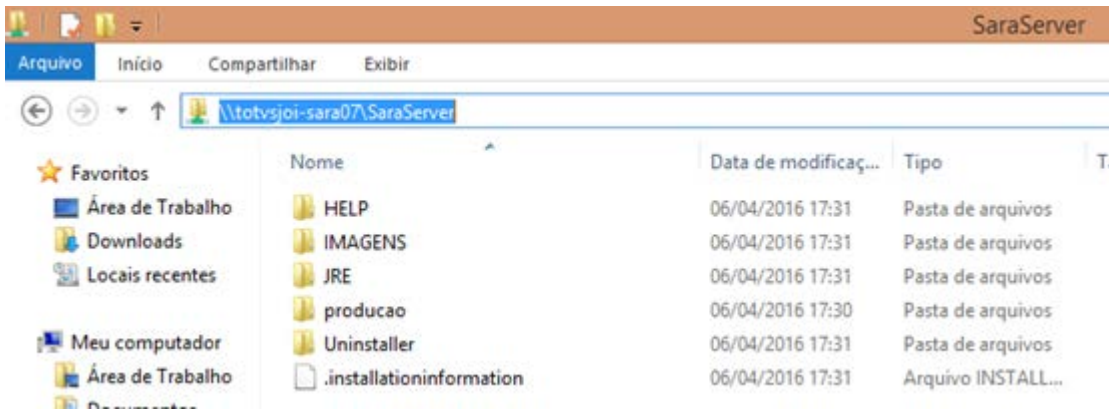 SaraServer
Arquivo Início Compartilhar Exibir
\\totvsjoi-sara07\SaraServer
Favoritos
Área de Trabalho
Downloads
Locais recentes
Meu computador
Área de Trabalho
Documentos
Nome Data de modificaç... Tipo T
HELP 06/04/2016 17:31 Pasta de arquivos
IMAGENS 06/04/2016 17:31 Pasta de arquivos
JRE 06/04/2016 17:31 Pasta de arquivos
producao 06/04/2016 17:30 Pasta de arquivos
Uninstaller 06/04/2016 17:31 Pasta de arquivos
.installationinformation 06/04/2016 17:31 Arquivo INSTALL...